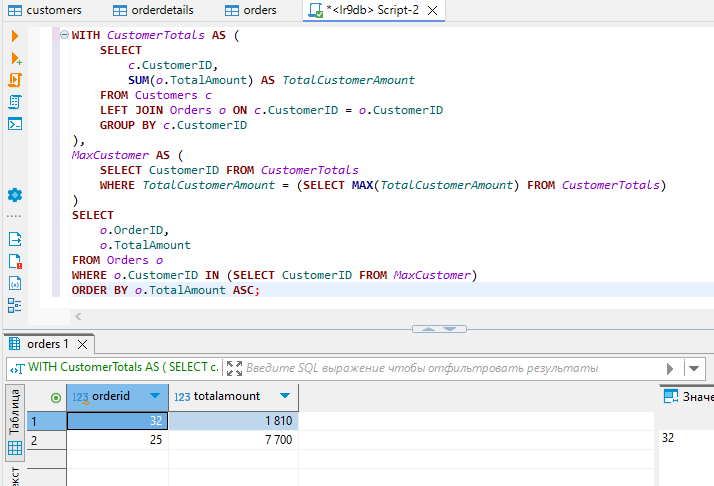 customers orderdetails orders *<lr9db> Script-2
WITH CustomerTotals AS (
SELECT
c.CustomerID,
SUM(o.TotalAmount) AS TotalCustomerAmount
FROM Customers c
LEFT JOIN Orders o ON c.CustomerID = o.CustomerID
GROUP BY c.CustomerID
),
MaxCustomer AS (
SELECT CustomerID FROM CustomerTotals
WHERE TotalCustomerAmount = (SELECT MAX(TotalCustomerAmount) FROM CustomerTotals)
)
SELECT
o.OrderID,
o.TotalAmount
FROM Orders o
WHERE o.CustomerID IN (SELECT CustomerID FROM MaxCustomer)
ORDER BY o.TotalAmount ASC;
orders 1
WITH CustomerTotals AS ( SELECT c. Введите SQL выражение чтобы отфильтровать результаты
Таблица
123 orderid 123 totalamount
Значе
1 32 1 810
2 25 7 700
32
екст